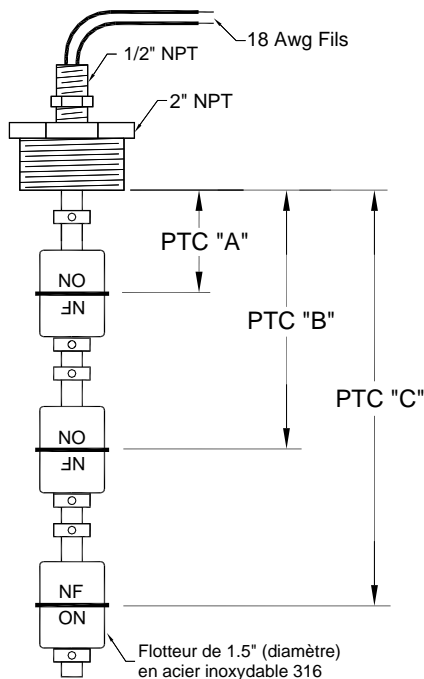 18 Awg Fils
1/2" NPT
2" NPT
PTC "A"
NO
NF
PTC "B"
PTC "C"
NO
NF
NF
NO
Flotteur de 1.5" (diamètre)
en acier inoxydable 316